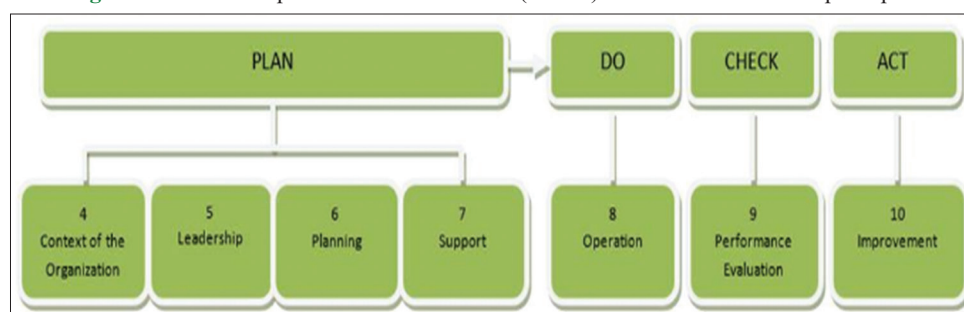 PLAN
DO
CHECK
ACT
4
Context of the
Organization
5
Leadership
6
Planning
7
Support
8
Operation
9
Performance
Evaluation
10
Improvement